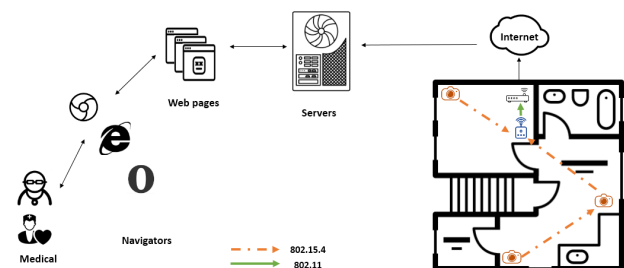 Internet
Web pages
Servers
Medical
Navigators
802.15.4
802.11